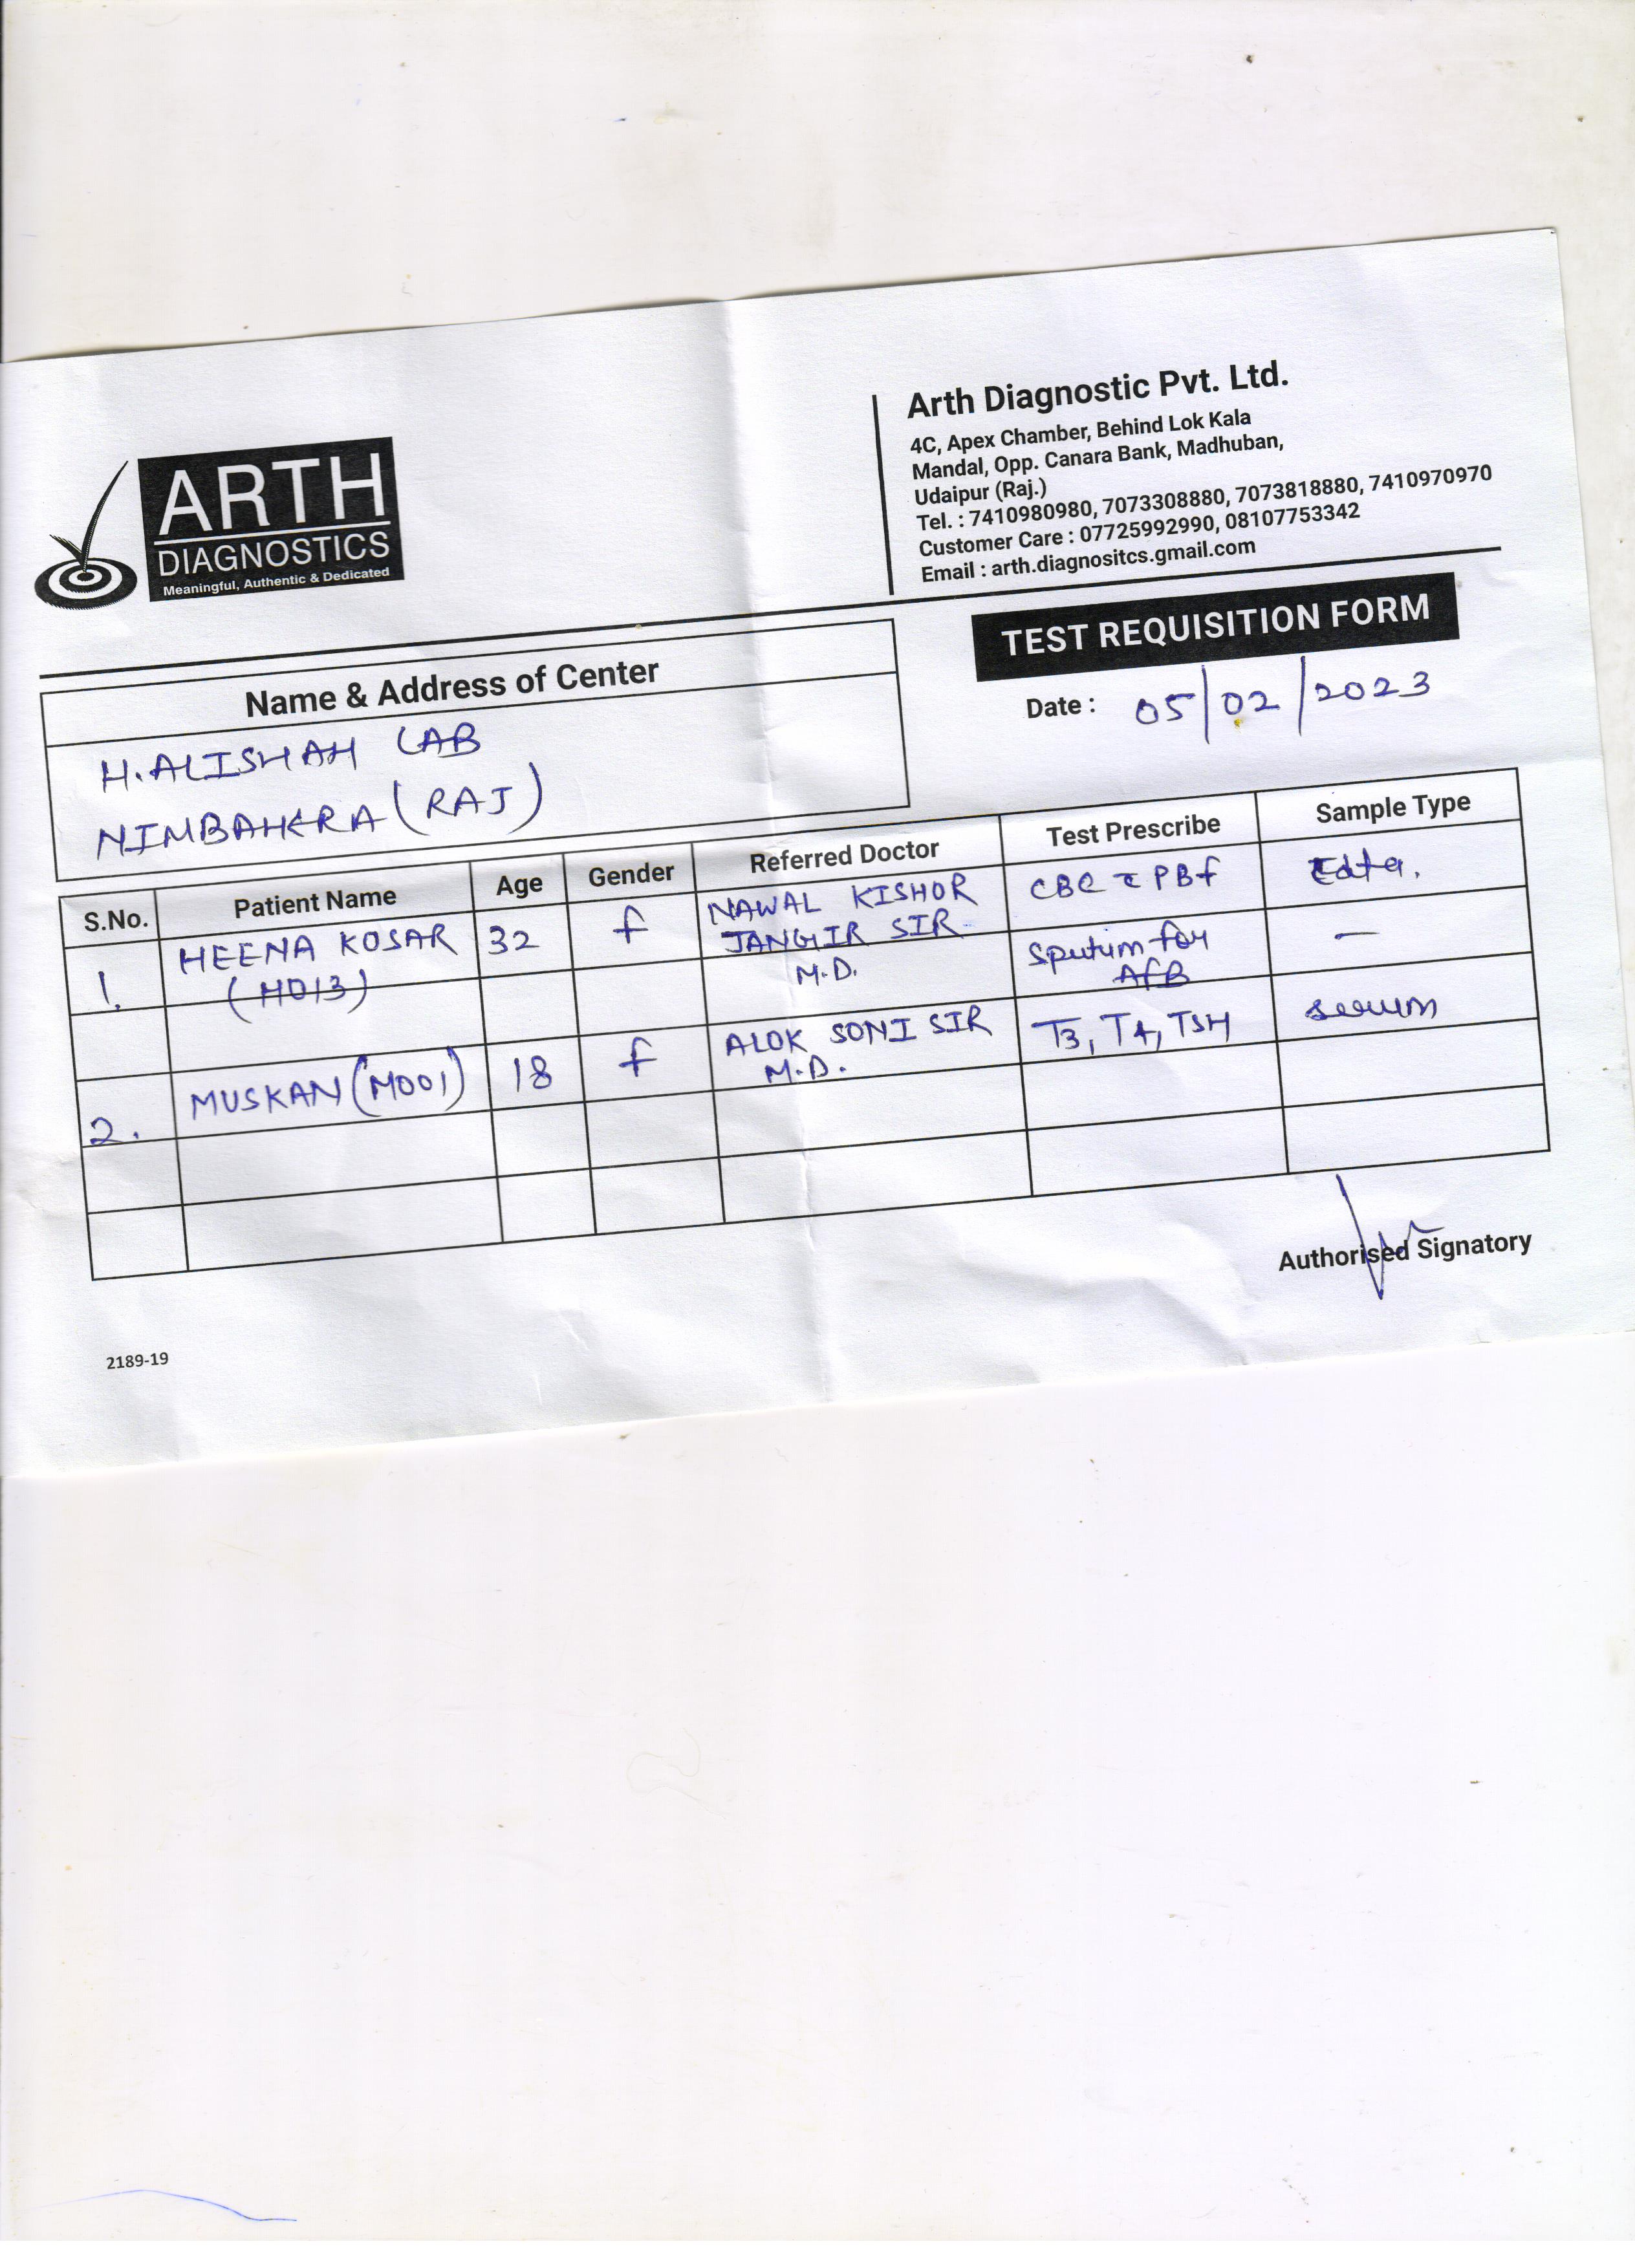 ARTH
DIAGNOSTICS
Meaningful, Authentic & Dedicated
Arth Diagnostic Pvt. Ltd.
4C, Apex Chamber, Behind Lok Kala
Mandal, Opp. Canara Bank, Madhuban,
Udaipur (Raj.)
Tel. : 7410980980, 7073308880, 7073818880, 7410970970
Customer Care : 07725992990, 08107753342
Email : arth.diagnositcs.gmail.com
TEST REQUISITION FORM
Date : 05/02/2023
Name & Address of Center
H.ALISHAH LAB
NIMBAHERA (RAJ)
S.No. Patient Name Age Gender Referred Doctor Test Prescribe Sample Type
1. HEENA KOSAR 32 f NAWAL KISHOR CBC c PBf Edta.
(H013) JANGIR SIR
M.D. Sputum for —
AfB
2. MUSKAN (M001) 18 f ALOK SONI SIR T3, T4, TSH serum
M.D.
Authorised Signatory
2189-19